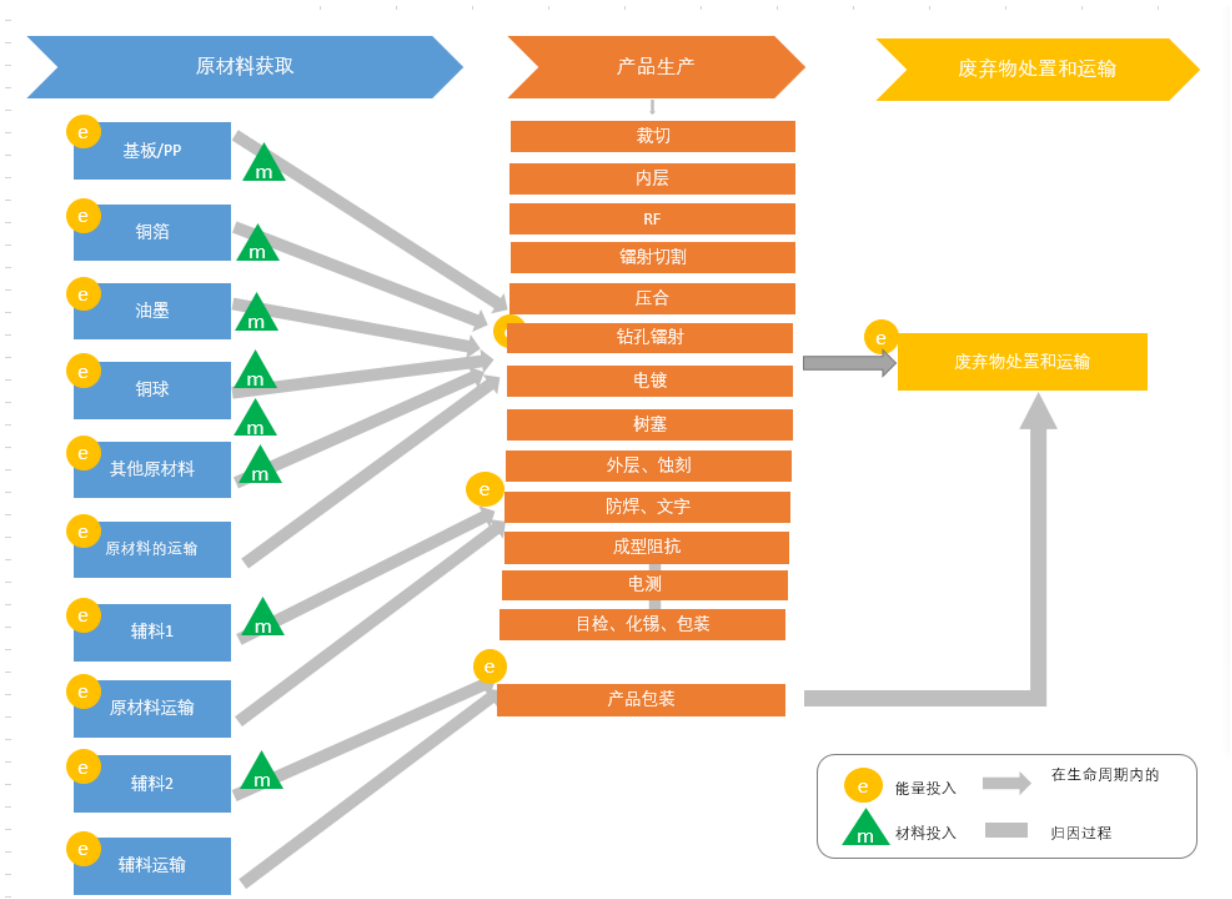 原材料获取
产品生产
废弃物处置和运输
e
基板/PP
m
e
铜箔
m
e
油墨
m
e
铜球
m
m
e
其他原材料
m
e
原材料的运输
e
辅料1
m
e
原材料运输
e
辅料2
m
e
辅料运输
裁切
内层
RF
镭射切割
压合
钻孔镭射
电镀
树塞
外层、蚀刻
e
防焊、文字
成型阻抗
电测
目检、化锡、包装
e
产品包装
e
废弃物处置和运输
e
能量投入
在生命周期内的
m
材料投入
归因过程